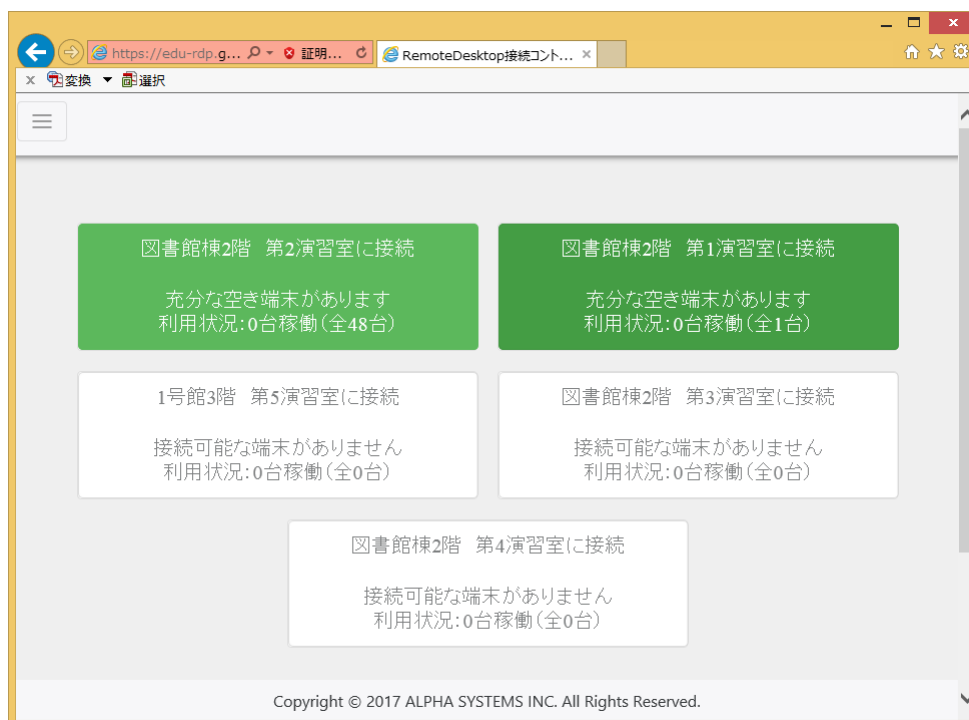 https://edu-rdp.g... 証明... RemoteDesktop接続コント...
変換 選択
図書館棟2階 第2演習室に接続
充分な空き端末があります
利用状況:0台稼働(全48台)
図書館棟2階 第1演習室に接続
充分な空き端末があります
利用状況:0台稼働(全1台)
1号館3階 第5演習室に接続
接続可能な端末がありません
利用状況:0台稼働(全0台)
図書館棟2階 第3演習室に接続
接続可能な端末がありません
利用状況:0台稼働(全0台)
図書館棟2階 第4演習室に接続
接続可能な端末がありません
利用状況:0台稼働(全0台)
Copyright © 2017 ALPHA SYSTEMS INC. All Rights Reserved.